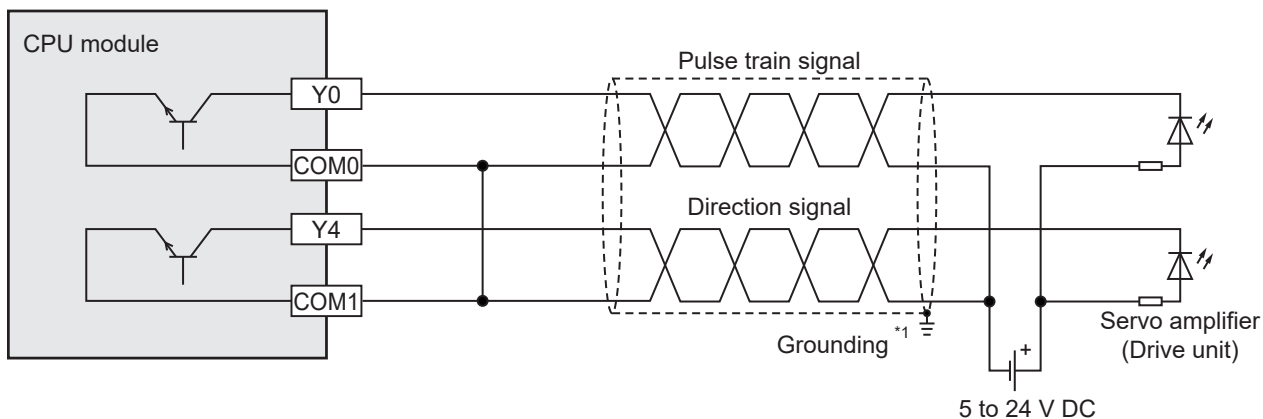 CPU module
Pulse train signal
Y0
COM0
Direction signal
Y4
COM1
Grounding *1
Servo amplifier
(Drive unit)
+
5 to 24 V DC